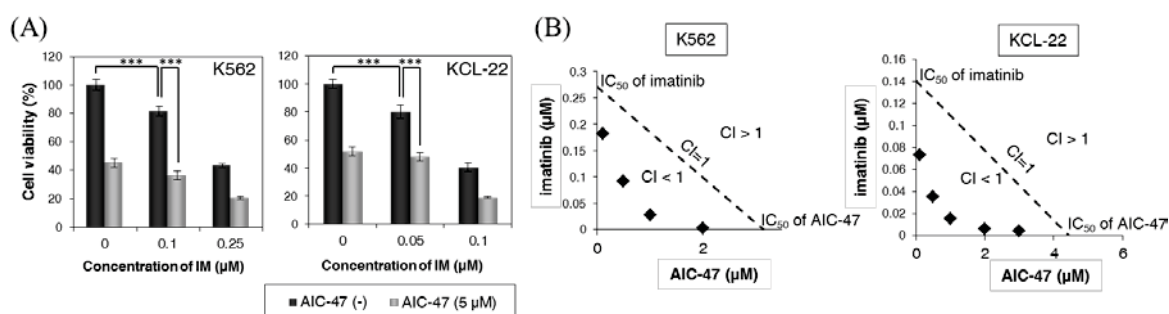 (A)
120
100
80
60
40
20
0
Cell viability (%)
***
***
K562
0
0.1
0.25
Concentration of IM (µM)
120
100
80
60
40
20
0
***
***
KCL-22
0
0.05
0.1
Concentration of IM (µM)
AIC-47 (-)
AIC-47 (5 µM)
(B)
K562
imatinib (µM)
0.3
0.25
0.2
0.15
0.1
0.05
0
IC50 of imatinib
CI > 1
CI=1
CI < 1
IC50 of AIC-47
0
2
AIC-47 (µM)
KCL-22
imatinib (µM)
0.16
0.14
0.12
0.1
0.08
0.06
0.04
0.02
0
IC50 of imatinib
CI > 1
CI=1
CI < 1
IC50 of AIC-47
0
2
4
6
AIC-47 (µM)